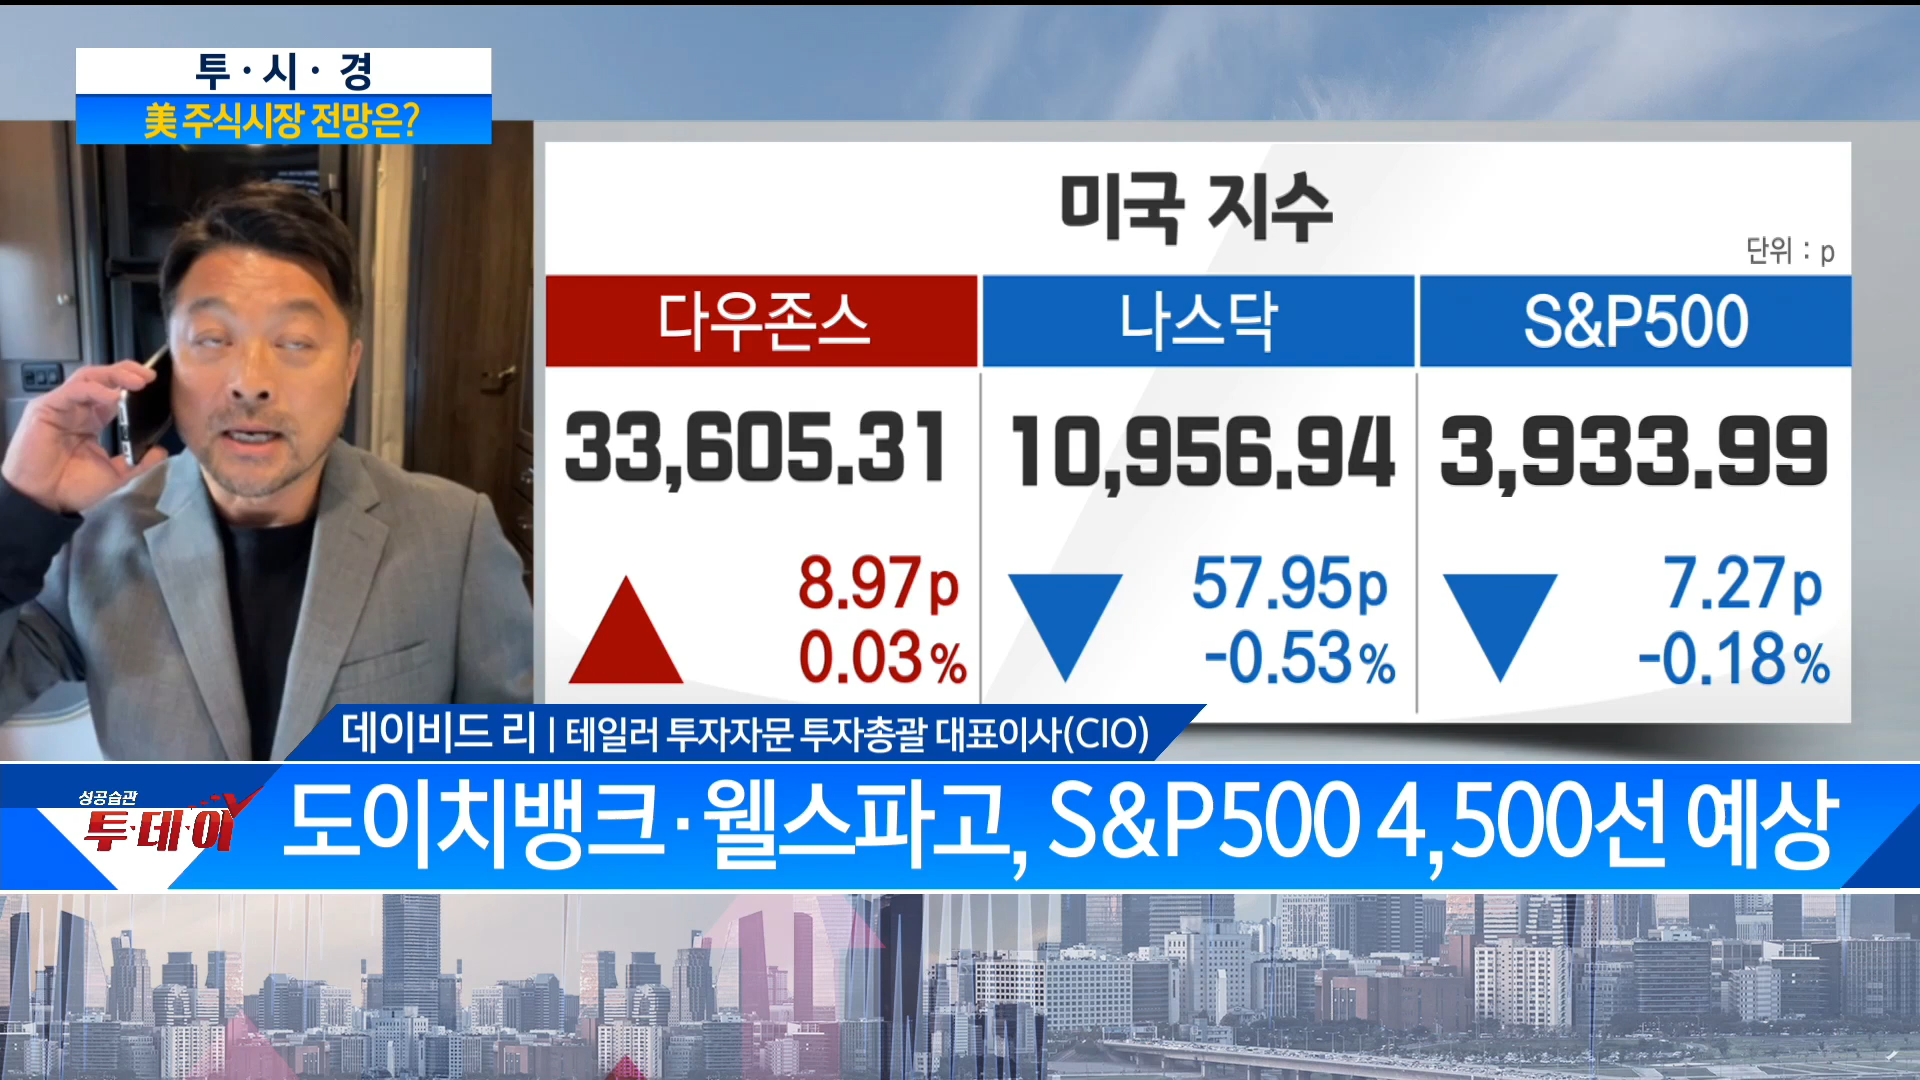 투·시·경
美 주식시장 전망은?
미국 지수
단위 : p
다우존스
33,605.31
8.97p
0.03%
나스닥
10,956.94
57.95p
-0.53%
S&P500
3,933.99
7.27p
-0.18%
데이비드 리 | 테일러 투자자문 투자총괄 대표이사(CIO)
성공습관
투·데·이
도이치뱅크·웰스파고, S&P500 4,500선 예상